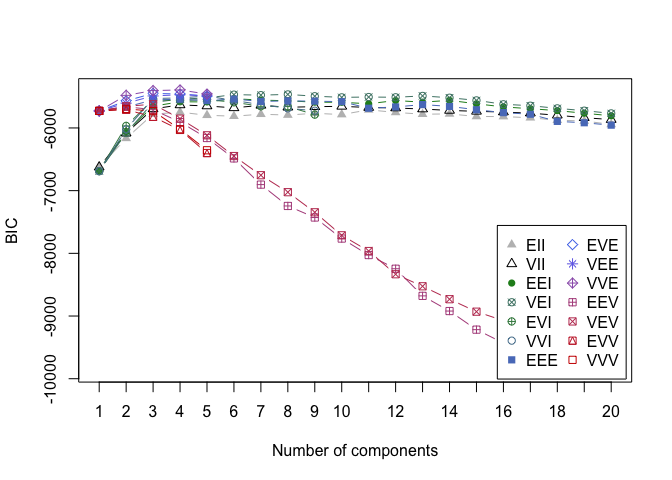 BIC
-6000
-7000
-8000
-9000
-10000
EII EVE
VII VEE
EEI VVE
VEI EEV
EVI VEV
VVI EVV
EEE VVV
1 2 3 4 5 6 7 8 9 10 12 14 16 18 20
Number of components